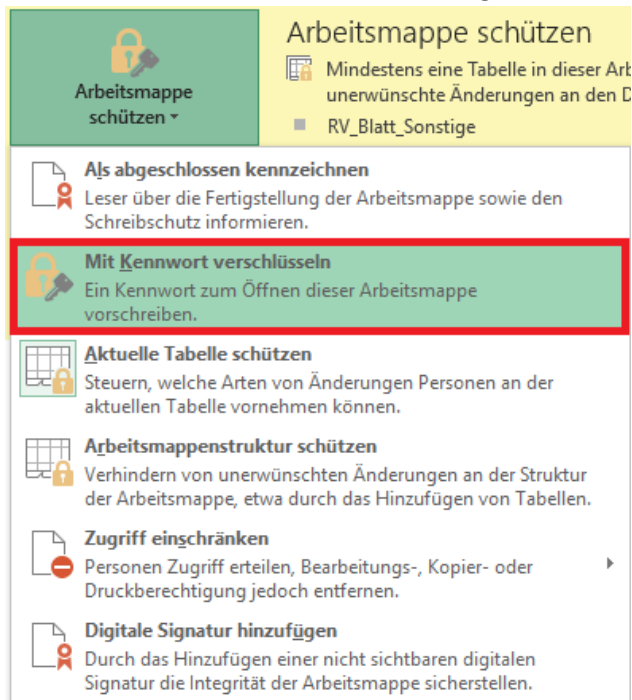 Arbeitsmappe schützen
Mindestens eine Tabelle in dieser Arb
unerwünschte Änderungen an den D
RV_Blatt_Sonstige
Arbeitsmappe
schützen
Als abgeschlossen kennzeichnen
Leser über die Fertigstellung der Arbeitsmappe sowie den
Schreibschutz informieren.
Mit Kennwort verschlüsseln
Ein Kennwort zum Öffnen dieser Arbeitsmappe
vorschreiben.
Aktuelle Tabelle schützen
Steuern, welche Arten von Änderungen Personen an der
aktuellen Tabelle vornehmen können.
Arbeitsmappenstruktur schützen
Verhindern von unerwünschten Änderungen an der Struktur
der Arbeitsmappe, etwa durch das Hinzufügen von Tabellen.
Zugriff einschränken
Personen Zugriff erteilen, Bearbeitungs-, Kopier- oder
Druckberechtigung jedoch entfernen.
Digitale Signatur hinzufügen
Durch das Hinzufügen einer nicht sichtbaren digitalen
Signatur die Integrität der Arbeitsmappe sicherstellen.